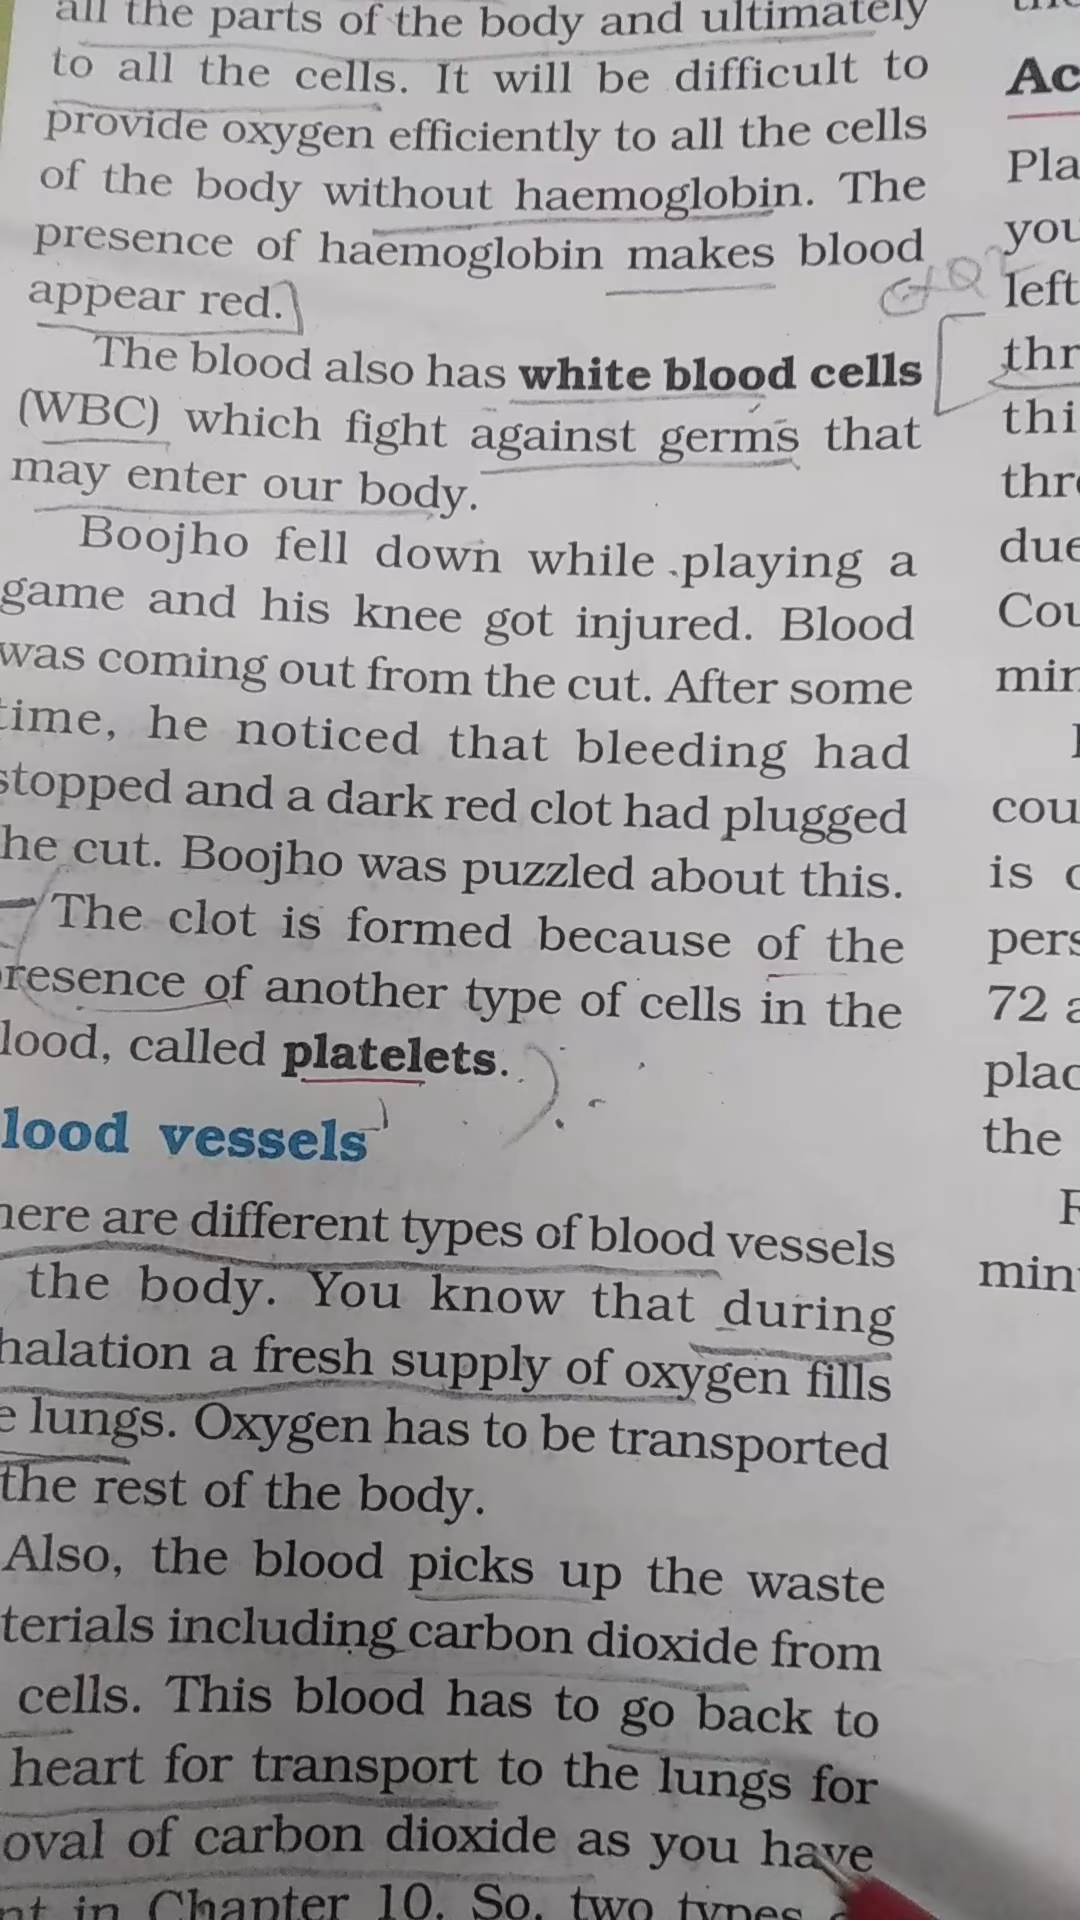 all the parts of the body and ultimately
to all the cells. It will be difficult to
provide oxygen efficiently to all the cells
of the body without haemoglobin. The
presence of haemoglobin makes blood
appear red.
The blood also has white blood cells
(WBC) which fight against germs that
may enter our body.
Boojho fell down while playing a
game and his knee got injured. Blood
was coming out from the cut. After some
time, he noticed that bleeding had
stopped and a dark red clot had plugged
he cut. Boojho was puzzled about this.
The clot is formed because of the
resence of another type of cells in the
lood, called platelets.
lood vessels
here are different types of blood vessels
the body. You know that during
halation a fresh supply of oxygen fills
e lungs. Oxygen has to be transported
the rest of the body.
Also, the blood picks up the waste
terials including carbon dioxide from
cells. This blood has to go back to
heart for transport to the lungs for
oval of carbon dioxide as you have
nt in Chapter 10. So, two types
Ac
Pla
you
left
thr
thi
thr
due
Cou
min
cou
is
pers
72 a
plac
the
F
min